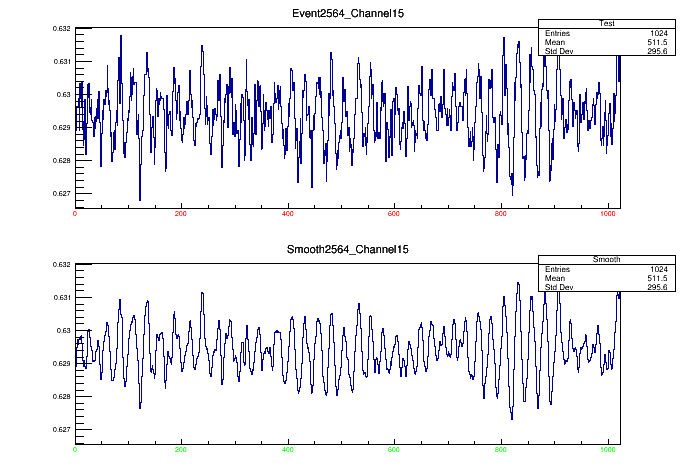 Event2564_Channel15
Test
Entries 1024
Mean 511.5
Std Dev 295.6
0.632
0.631
0.63
0.629
0.628
0.627
0 200 400 600 800 1000
Smooth2564_Channel15
Smooth
Entries 1024
Mean 511.5
Std Dev 295.6
0.632
0.631
0.63
0.629
0.628
0.627
0 200 400 600 800 1000